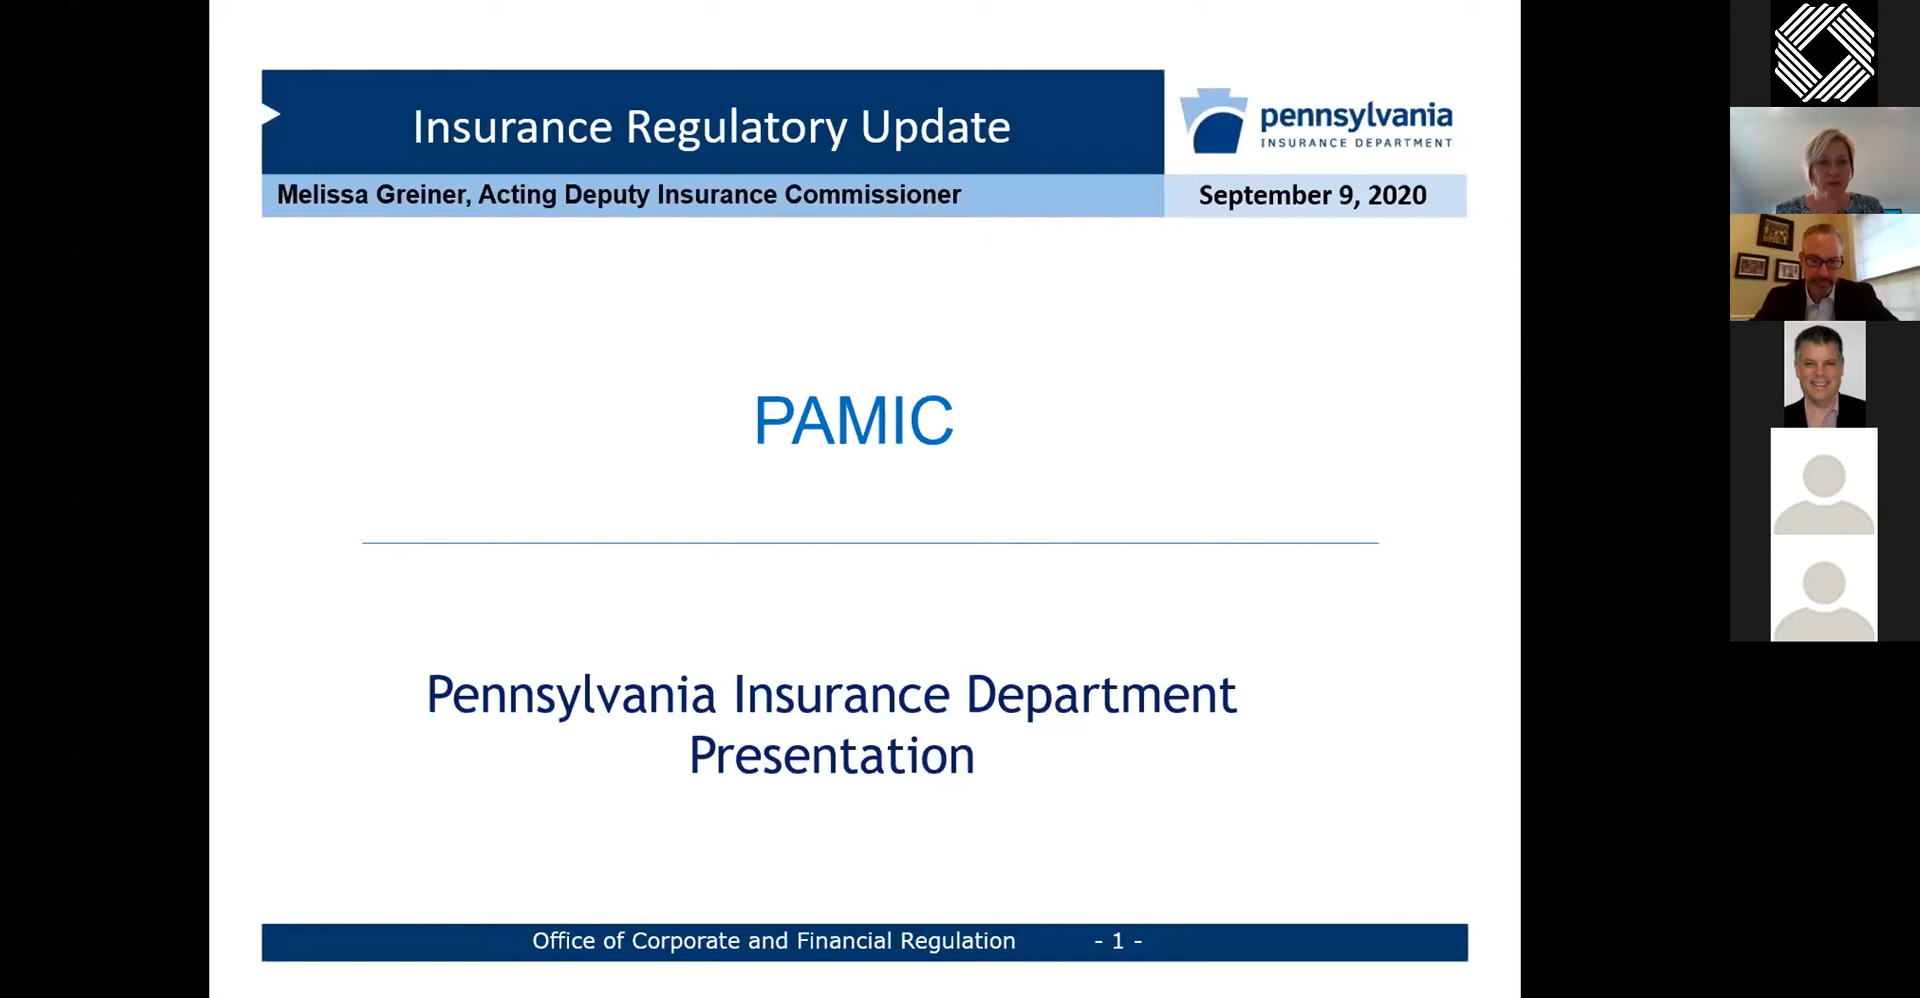 Insurance Regulatory Update
pennsylvania
INSURANCE DEPARTMENT
Melissa Greiner, Acting Deputy Insurance Commissioner
September 9, 2020
PAMIC
Pennsylvania Insurance Department
Presentation
Office of Corporate and Financial Regulation - 1 -